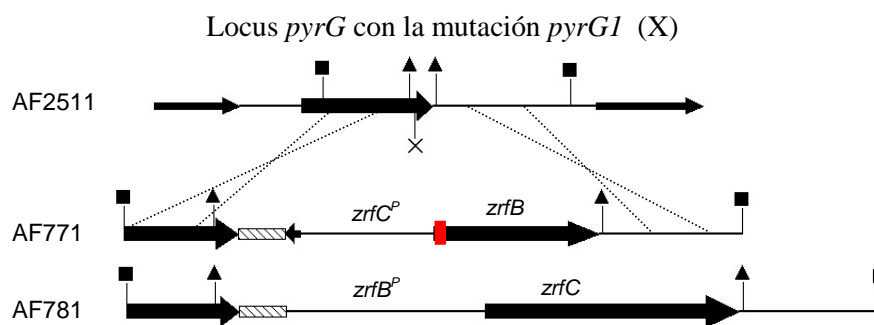 Locus pyrG con la mutación pyrG1 (X)
AF2511
AF771 zrfC^P zrfB
AF781 zrfB^P zrfC